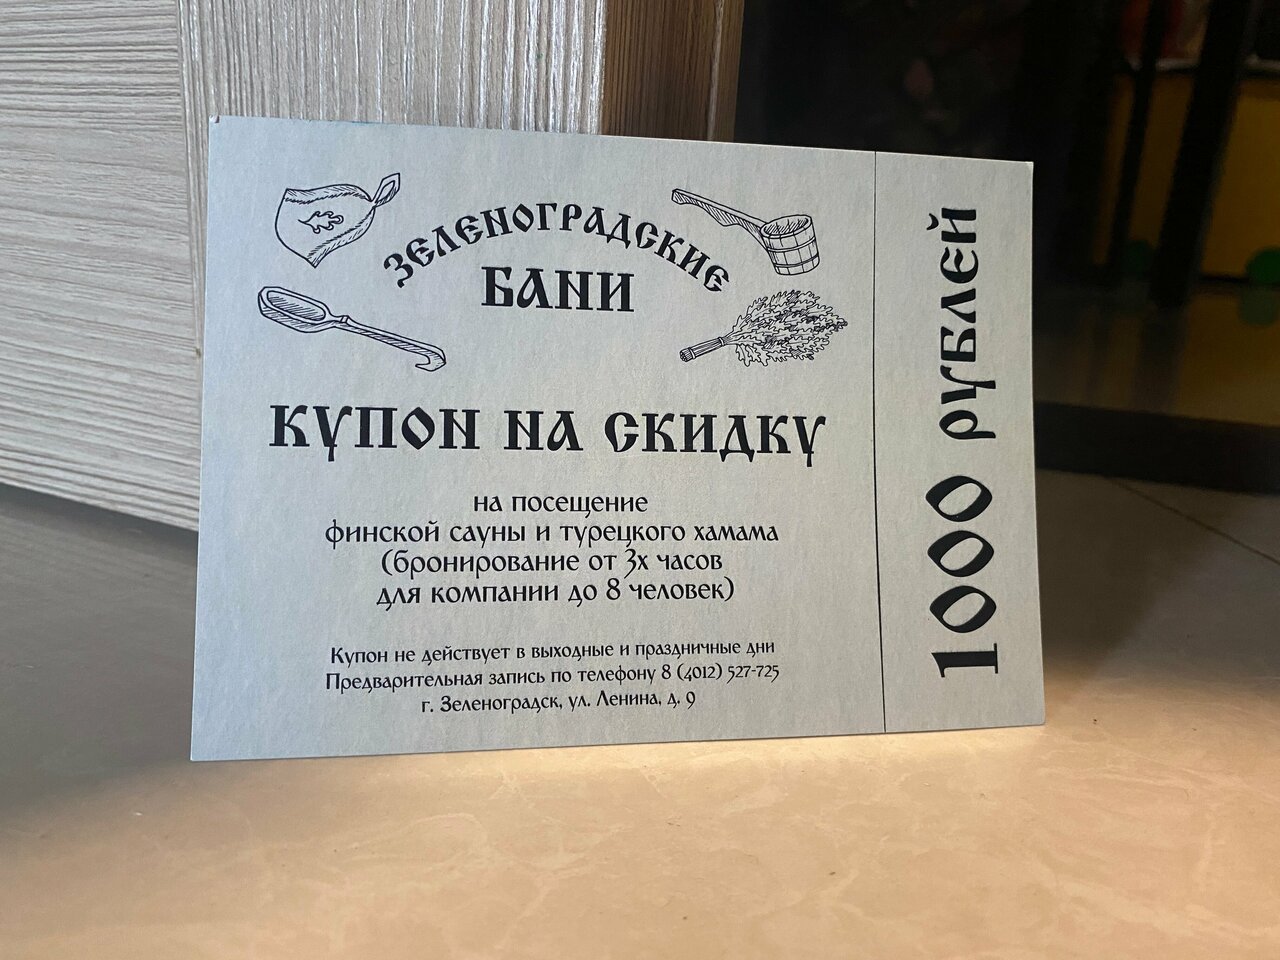 ЗЕЛЕНОГРАДСКИЕ
БАНИ
КУПОН НА СКИДКУ
на посещение
финской сауны и турецкого хамама
(бронирование от 3х часов
для компании до 8 человек)
Купон не действует в выходные и праздничные дни
Предварительная запись по телефону 8 (4012) 527-725
г. Зеленоградск, ул. Ленина, д. 9
1000 РУБЛЕЙ